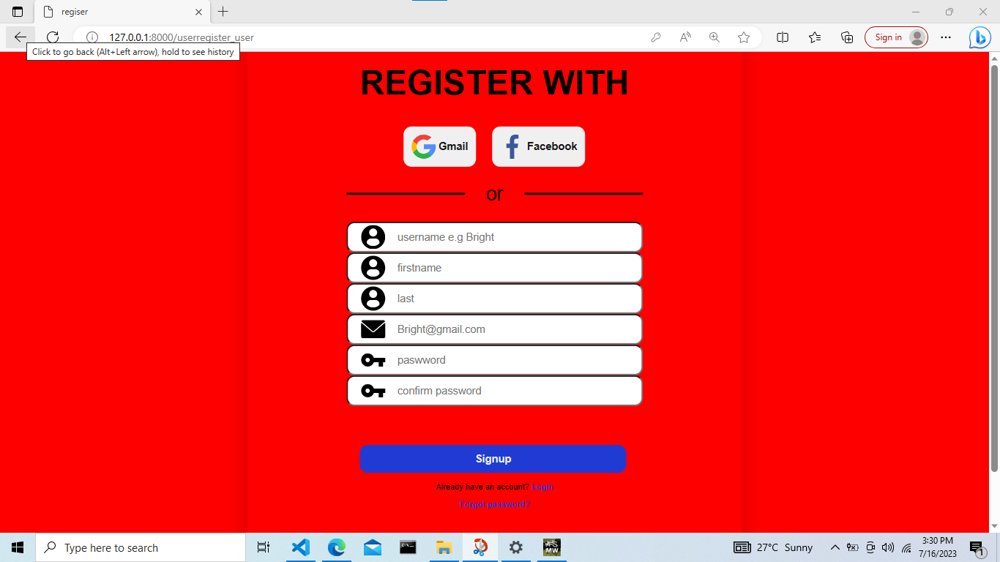 regiser
127.0.0.1:8000/userregister_user
Sign in
Click to go back (Alt+Left arrow), hold to see history
REGISTER WITH
Gmail Facebook
or
username e.g Bright
firstname
last
Bright@gmail.com
paswword
confirm password
Signup
Already have an account? Login
Forgot password?
Type here to search
27°C Sunny
3:30 PM
7/16/2023
1